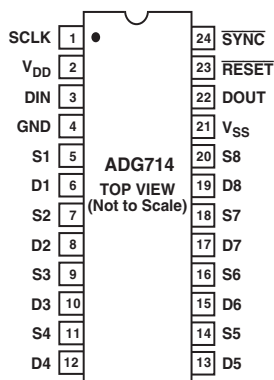 SCLK 1 24 S̅Y̅N̅C̅
VDD 2 23 R̅E̅S̅E̅T̅
DIN 3 22 DOUT
GND 4 21 VSS
S1 5 20 S8
D1 6 19 D8
S2 7 18 S7
D2 8 17 D7
S3 9 16 S6
D3 10 15 D6
S4 11 14 S5
D4 12 13 D5
ADG714
TOP VIEW
(Not to Scale)